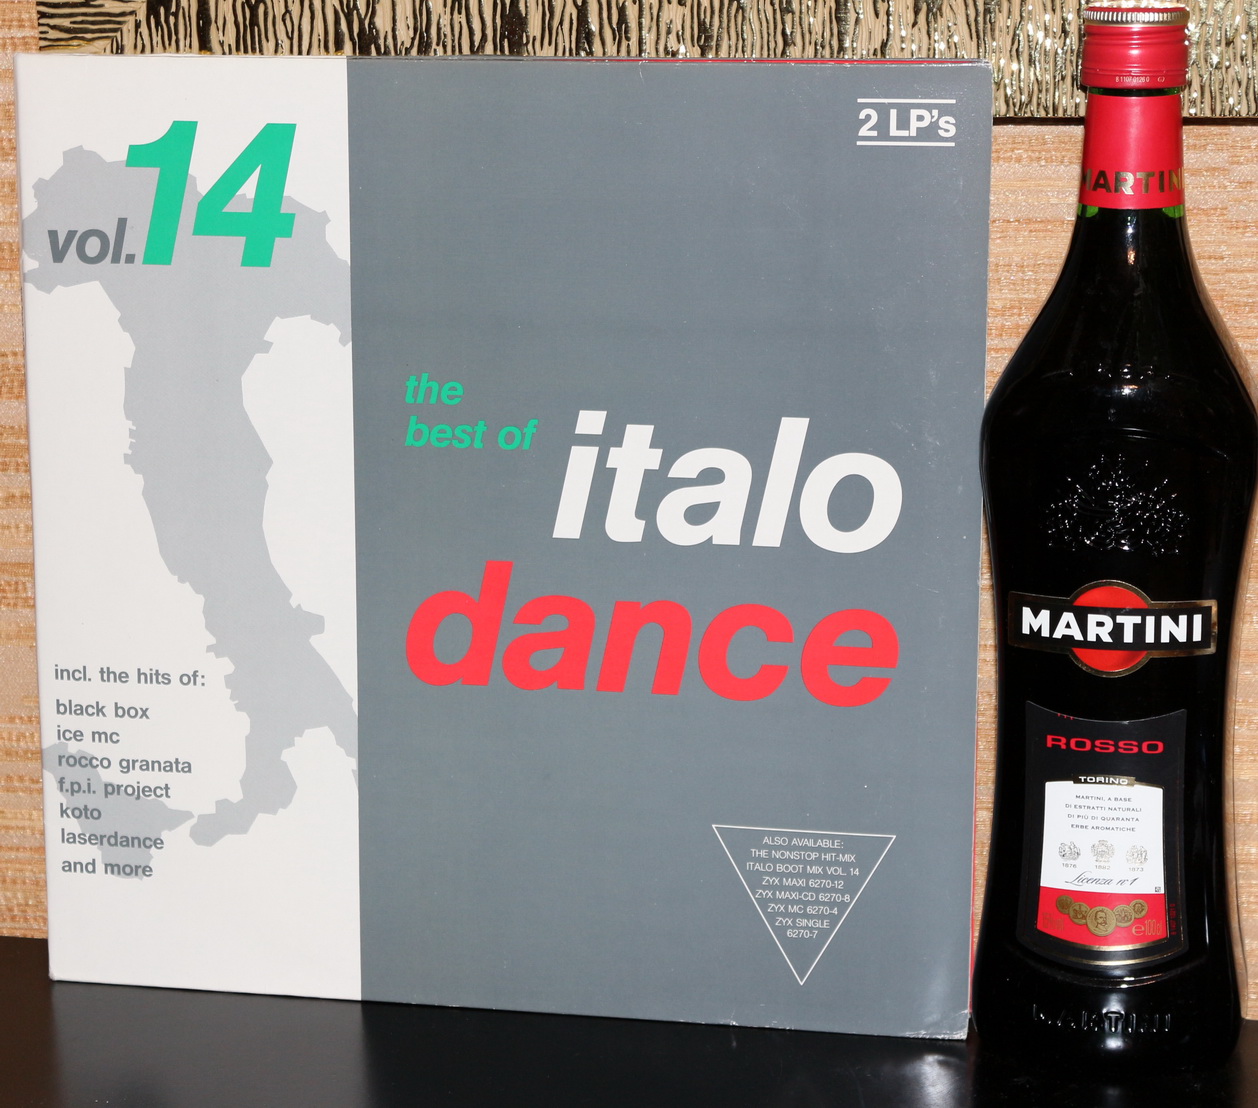 2 LP's
vol.14
the
best of
italo
dance
incl. the hits of:
black box
ice mc
rocco granata
f.p.i. project
koto
laserdance
and more
ALSO AVAILABLE:
THE NONSTOP HIT-MIX
ITALO BOOT MIX VOL. 14
ZYX MAXI 6270-12
ZYX MAXI-CD 6270-8
ZYX MC 6270-4
ZYX SINGLE
6270-7
MARTINI
MARTINI
ROSSO
TORINO
MARTINI, A BASE
DI ESTRATTI NATURALI
DI PIÙ DI QUARANTA
ERBE AROMATICHE
Licenza n°1
e100cl
MARTINI